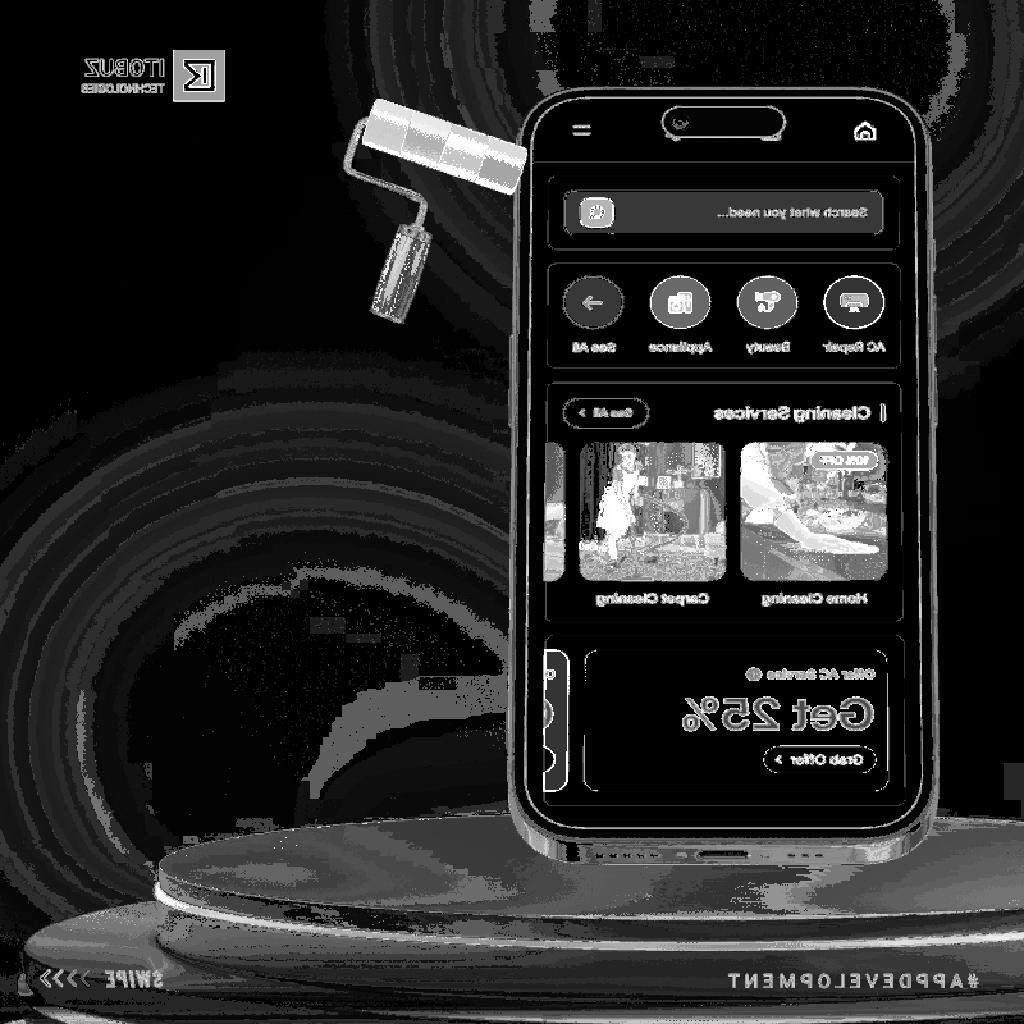 ITOBUZ
TECHNOLOGIES
Search what you need...
AC Repair
Beauty
Appliance
See All
Cleaning Services
See All
Home Cleaning
Carpet Cleaning
Offer AC Service
Get 25%
Grab Offer
#APPDEVELOPMENT
SWIPE